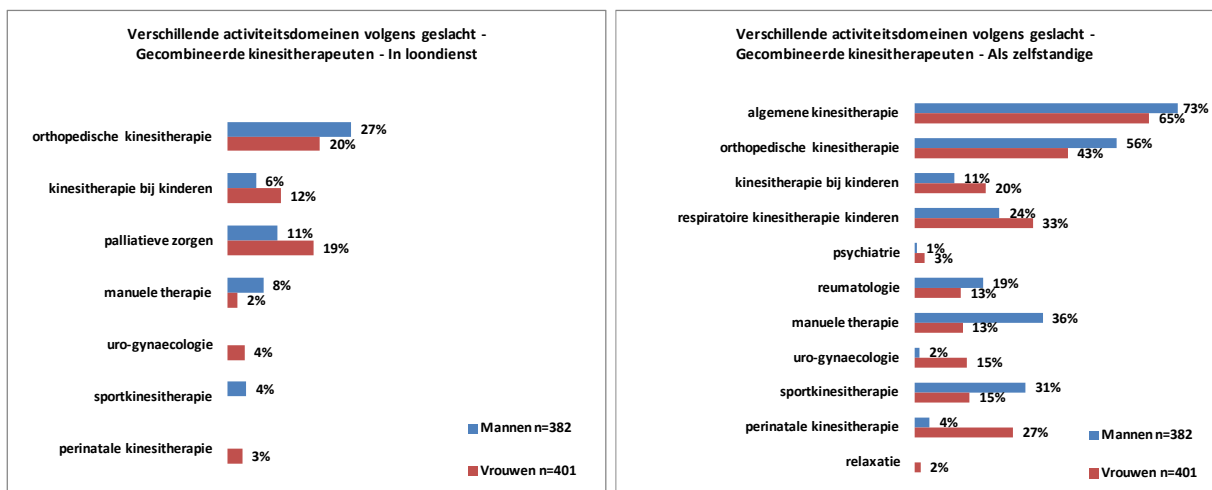 Verschillende activiteitsdomeinen volgens geslacht -
Gecombineerde kinesitherapeuten - In loondienst
orthopedische kinesitherapie
27%
20%
kinesitherapie bij kinderen
6%
12%
palliatieve zorgen
11%
19%
manuele therapie
8%
2%
uro-gynaecologie
4%
sportkinesitherapie
4%
perinatale kinesitherapie
3%
Mannen n=382
Vrouwen n=401
Verschillende activiteitsdomeinen volgens geslacht -
Gecombineerde kinesitherapeuten - Als zelfstandige
algemene kinesitherapie
73%
65%
orthopedische kinesitherapie
56%
43%
kinesitherapie bij kinderen
11%
20%
respiratoire kinesitherapie kinderen
24%
33%
psychiatrie
1%
3%
reumatologie
19%
13%
manuele therapie
36%
13%
uro-gynaecologie
2%
15%
sportkinesitherapie
31%
15%
perinatale kinesitherapie
4%
27%
relaxatie
2%
Mannen n=382
Vrouwen n=401